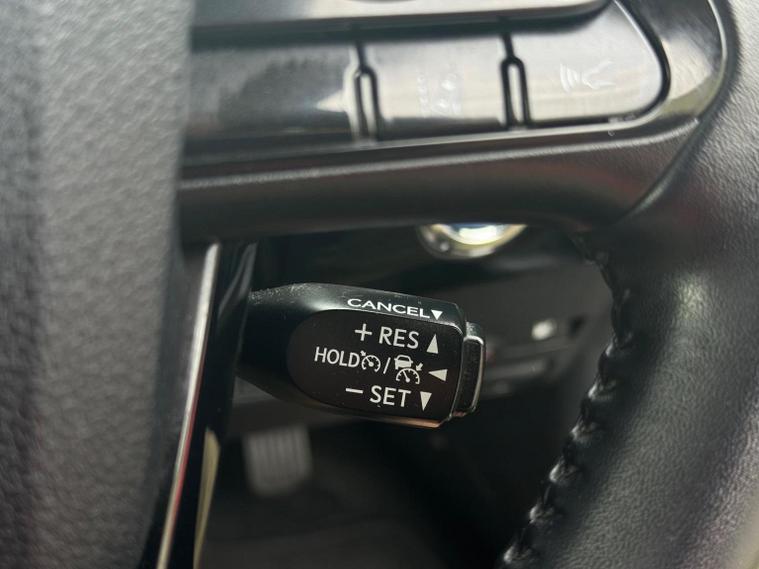 CANCEL▼
+ RES ▲
HOLD / ◀
− SET ▼